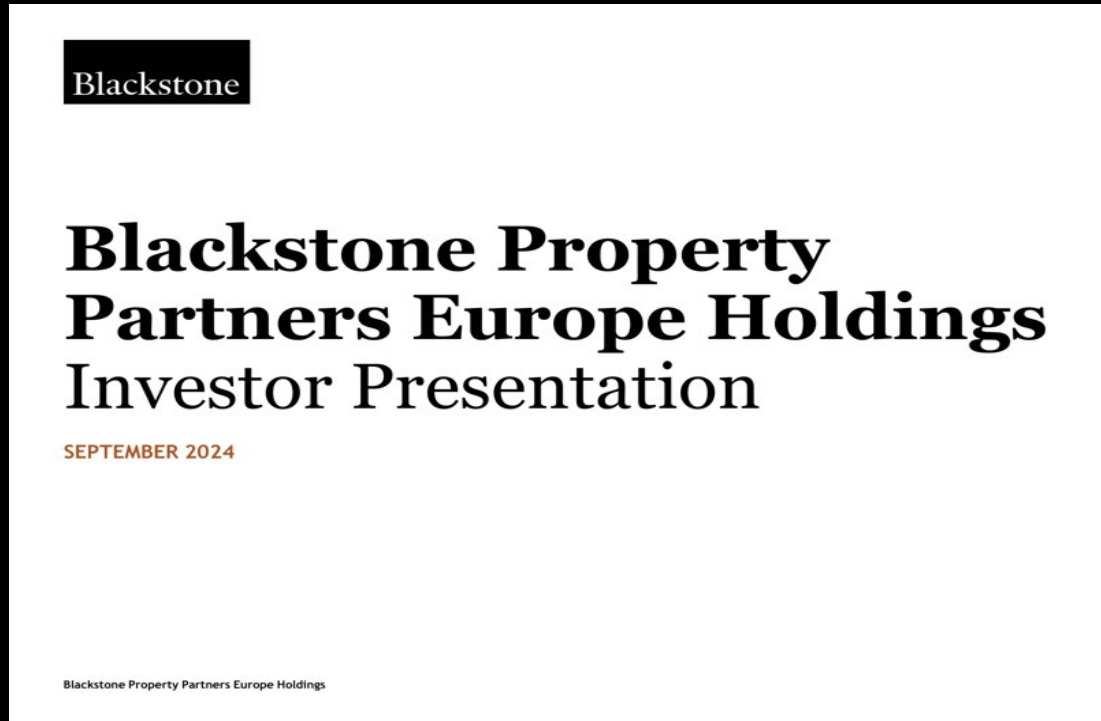 Blackstone
Blackstone Property
Partners Europe Holdings
Investor Presentation
SEPTEMBER 2024
Blackstone Property Partners Europe Holdings